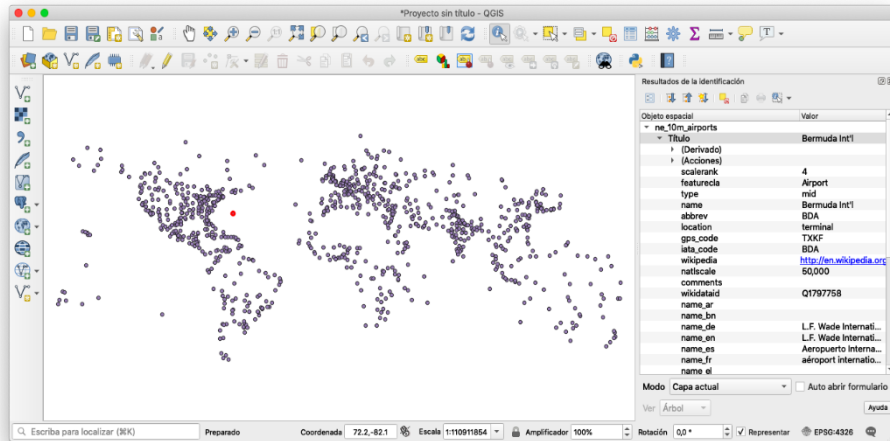 *Proyecto sin título - QGIS
Resultados de la identificación
Objeto espacial Valor
ne_10m_airports
Título Bermuda Int'l
(Derivado)
(Acciones)
scalerank 4
featurecla Airport
type mid
name Bermuda Int'l
abbrev BDA
location terminal
gps_code TXKF
iata_code BDA
wikipedia http://en.wikipedia.org
natlscale 50,000
comments
wikidataid Q1797758
name_ar
name_bn
name_de L.F. Wade Internati...
name_en L.F. Wade Internati...
name_es Aeropuerto Interna...
name_fr aéroport internatio...
name_el
Modo Capa actual Auto abrir formulario
Ver Árbol Ayuda
Escriba para localizar (⌘K) Preparado Coordenada 72.2,-82.1 Escala 1:110911854 Amplificador 100% Rotación 0,0 ° Representar EPSG:4326